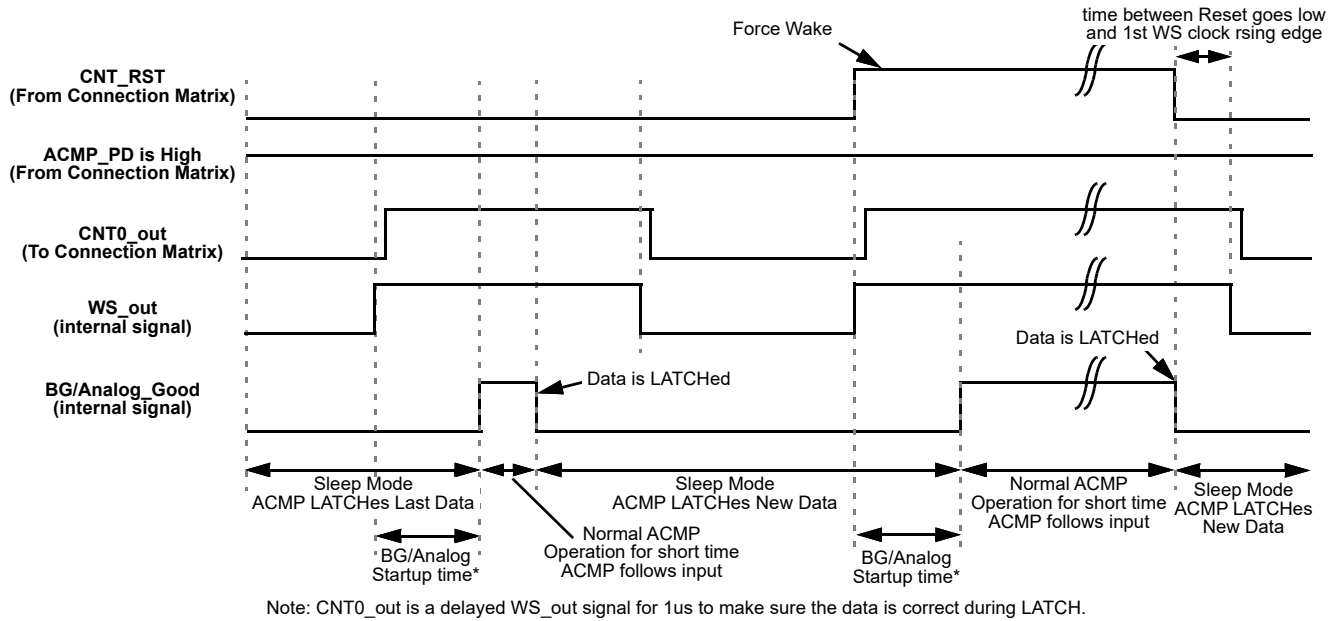 time between Reset goes low
and 1st WS clock rsing edge
Force Wake
CNT_RST
(From Connection Matrix)
ACMP_PD is High
(From Connection Matrix)
CNT0_out
(To Connection Matrix)
WS_out
(internal signal)
Data is LATCHed
BG/Analog_Good
(internal signal)
Data is LATCHed
Sleep Mode
ACMP LATCHes Last Data
Normal ACMP
Operation for short time
ACMP follows input
Sleep Mode
ACMP LATCHes New Data
Normal ACMP
Operation for short time
ACMP follows input
Sleep Mode
ACMP LATCHes
New Data
BG/Analog
Startup time*
BG/Analog
Startup time*
Note: CNT0_out is a delayed WS_out signal for 1us to make sure the data is correct during LATCH.